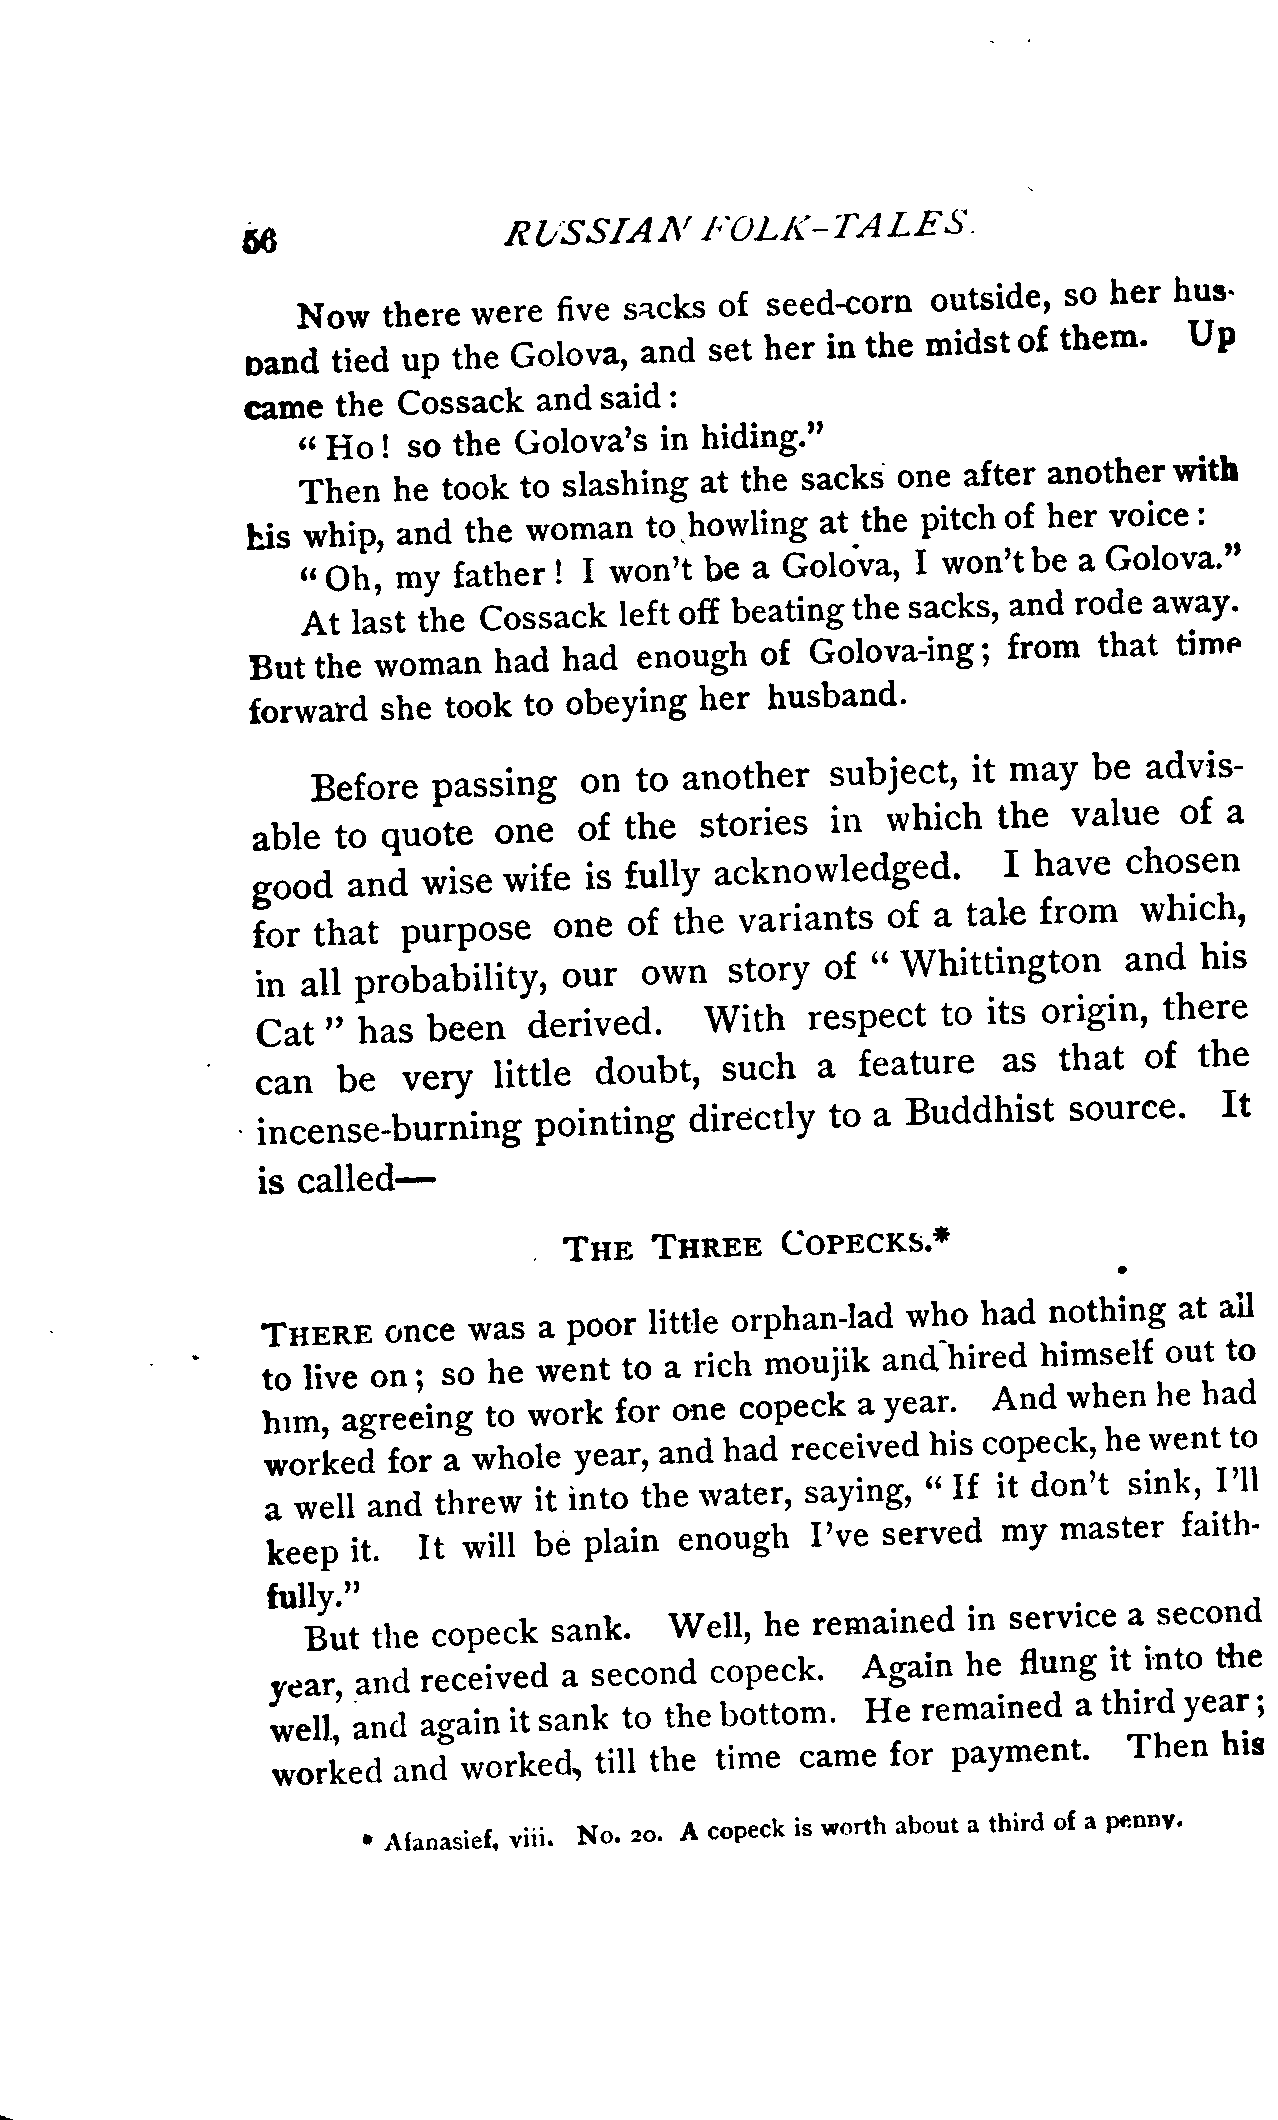 56 RUSSIAN FOLK-TALES.
Now there were five sacks of seed-corn outside, so her hus-
band tied up the Golova, and set her in the midst of them. Up
came the Cossack and said:
“Ho! so the Golova's in hiding.”
Then he took to slashing at the sacks one after another with
his whip, and the woman to howling at the pitch of her voice:
“Oh, my father! I won't be a Golova, I won't be a Golova.”
At last the Cossack left off beating the sacks, and rode away.
But the woman had had enough of Golova-ing; from that time
forward she took to obeying her husband.
Before passing on to another subject, it may be advis-
able to quote one of the stories in which the value of a
good and wise wife is fully acknowledged. I have chosen
for that purpose one of the variants of a tale from which,
in all probability, our own story of “Whittington and his
Cat” has been derived. With respect to its origin, there
can be very little doubt, such a feature as that of the
incense-burning pointing directly to a Buddhist source. It
is called—
THE THREE COPECKS.*
THERE once was a poor little orphan-lad who had nothing at all
to live on; so he went to a rich moujik and hired himself out to
him, agreeing to work for one copeck a year. And when he had
worked for a whole year, and had received his copeck, he went to
a well and threw it into the water, saying, “If it don't sink, I'll
keep it. It will be plain enough I've served my master faith-
fully.”
But the copeck sank. Well, he remained in service a second
year, and received a second copeck. Again he flung it into the
well, and again it sank to the bottom. He remained a third year;
worked and worked, till the time came for payment. Then his
* Afanasief, viii. No. 20. A copeck is worth about a third of a penny.